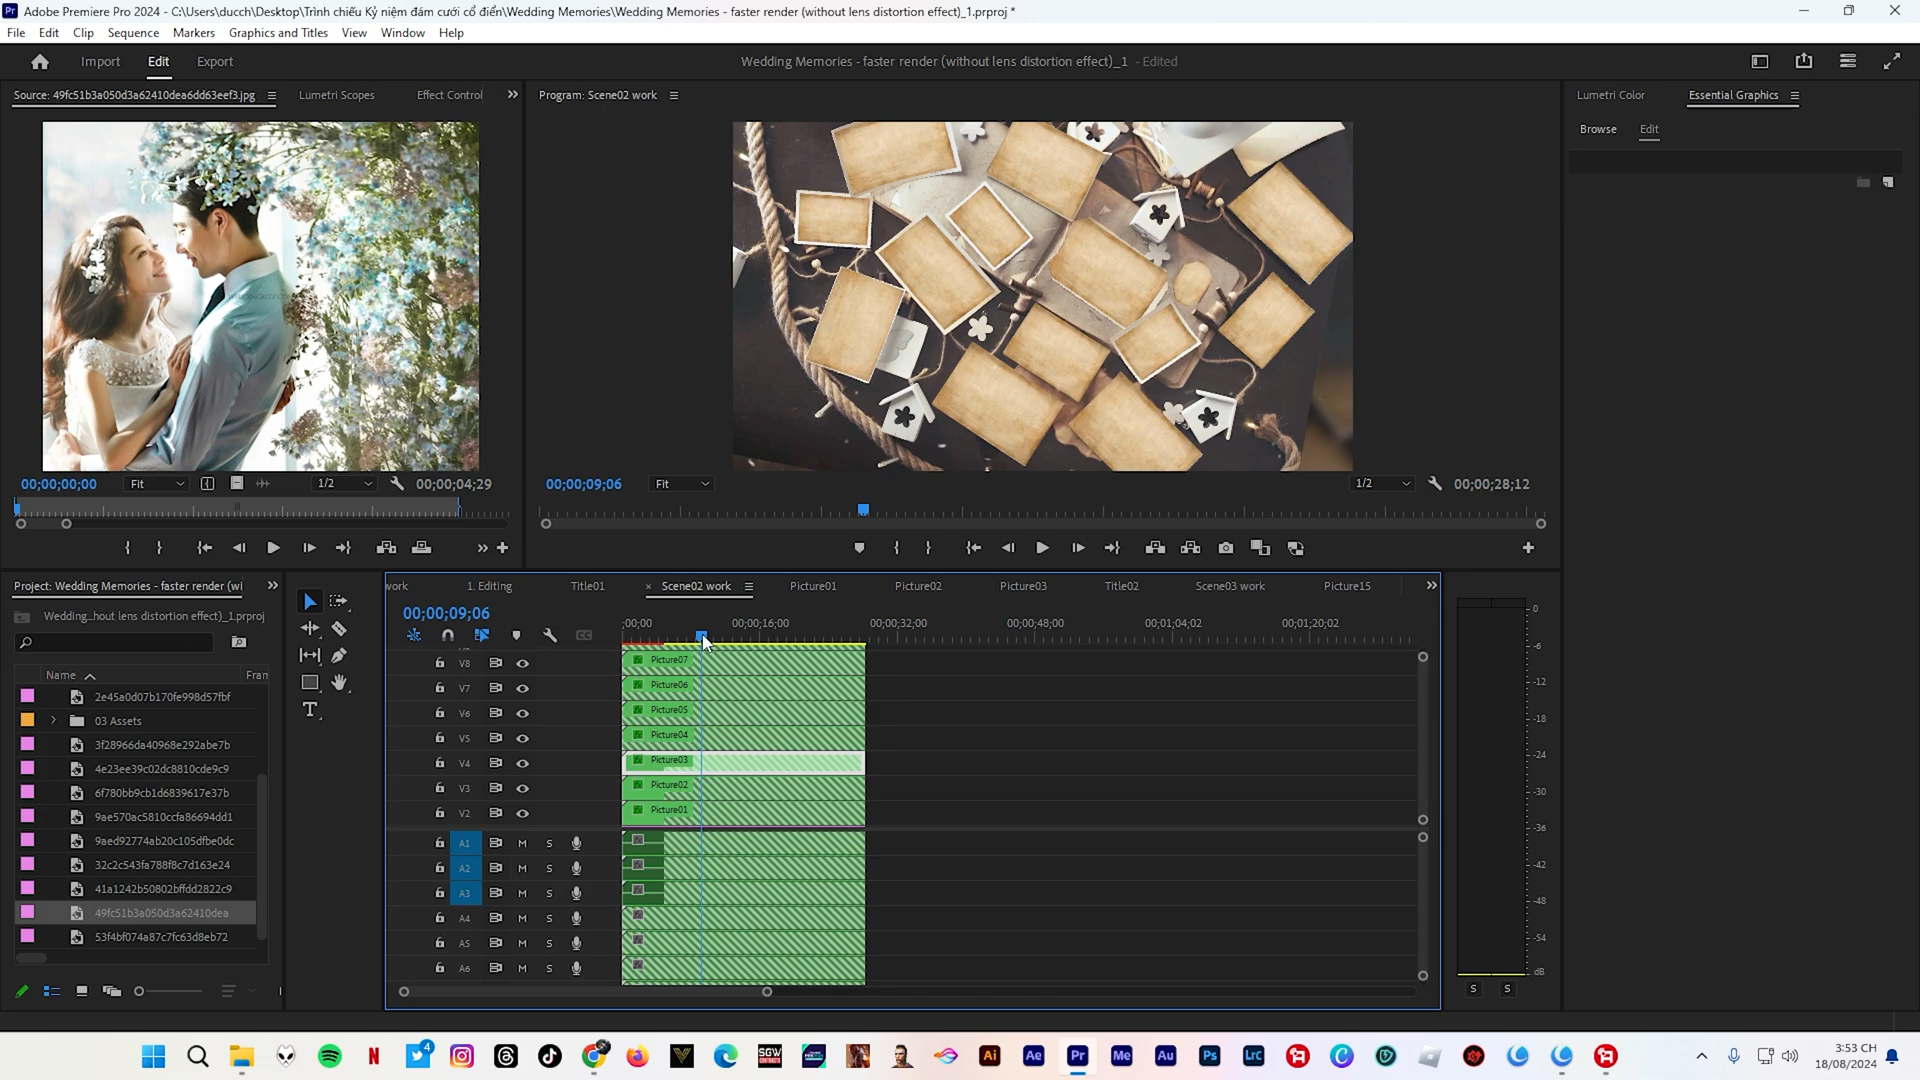 Adobe Premiere Pro 2024 - C:\Users\ducch\Desktop\Trình chiếu Kỷ niệm đám cưới cổ điển\Wedding Memories\Wedding Memories - faster render (without lens distortion effect)_1.prproj *
File Edit Clip Sequence Markers Graphics and Titles View Window Help
Import Edit Export
Wedding Memories - faster render (without lens distortion effect)_1 - Edited
Source: 49fc51b3a050d3a62410dea6dd63eef3.jpg Lumetri Scopes Effect Control
Program: Scene02 work
Lumetri Color Essential Graphics
Browse Edit
00;00;00;00 Fit 1/2 00;00;04;29
00;00;09;06 Fit 1/2 00;00;28;12
Project: Wedding Memories - faster render (wi
Wedding...hout lens distortion effect)_1.prproj
Name Fran
2e45a0d07b170fe998d57fbf
03 Assets
3f28966da40968e292abe7b
4e23ee39c02dc8810cde9c9
6f780bb9cb1d6839617e37b
9ae570ac5810ccfa86694dd1
9aed92774ab20c105dfbe0dc
32c2c543fa788f8c7d163e24
41a1242b50802bffdd2822c9
49fc51b3a050d3a62410dea
53f4bf074a87c7fc63d8eb72
work 1. Editing Title01 Scene02 work Picture01 Picture02 Picture03 Title02 Scene03 work Picture15
00;00;09;06
;00;00 00;00;16;00 00;00;32;00 00;00;48;00 00;01;04;02 00;01;20;02
V8 Picture07
V7 Picture06
V6 Picture05
V5 Picture04
V4 Picture03
V3 Picture02
V2 Picture01
A1 M S
A2 M S
A3 M S
A4 M S
A5 M S
A6 M S
0
-6
-12
-18
-24
-30
-36
-42
-48
-54
dB
S S
3:53 CH
18/08/2024